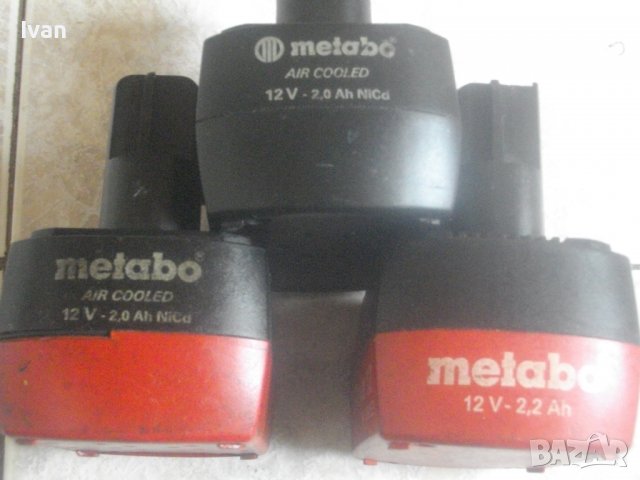 Ivan
metabo
AIR COOLED
12 V - 2,0 Ah NiCd
metabo
AIR COOLED
12 V - 2,0 Ah NiCd
metabo
12 V - 2,2 Ah
BAZAR